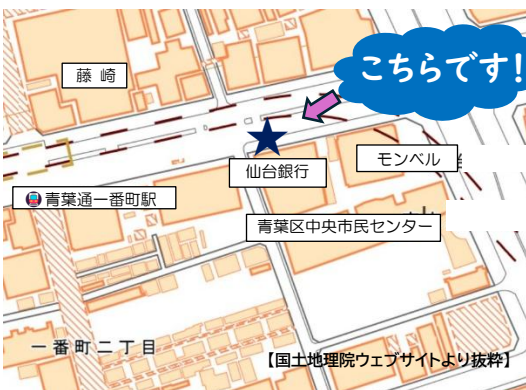 藤 崎
こちらです!
仙台銀行
モンベル
青葉通一番町駅
青葉区中央市民センター
一番町二丁目
【国土地理院ウェブサイトより抜粋】